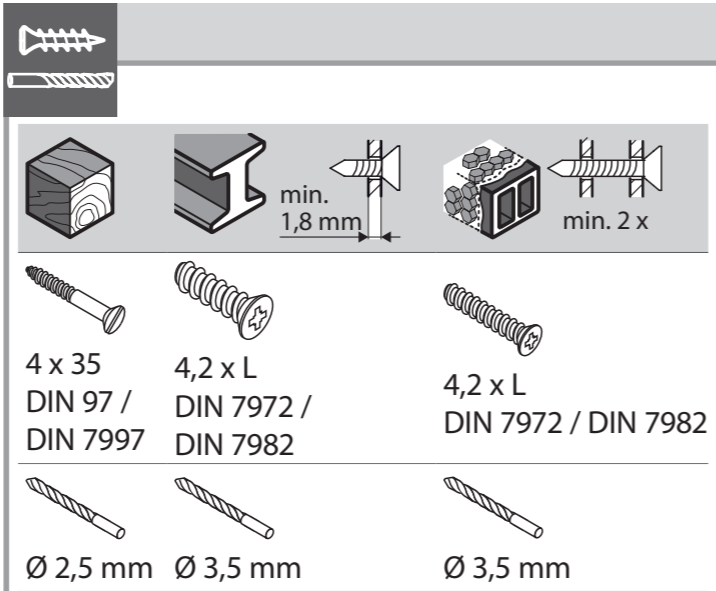 min.
1,8 mm
min. 2 x
4 x 35
DIN 97 /
DIN 7997
4,2 x L
DIN 7972 /
DIN 7982
4,2 x L
DIN 7972 / DIN 7982
Ø 2,5 mm
Ø 3,5 mm
Ø 3,5 mm